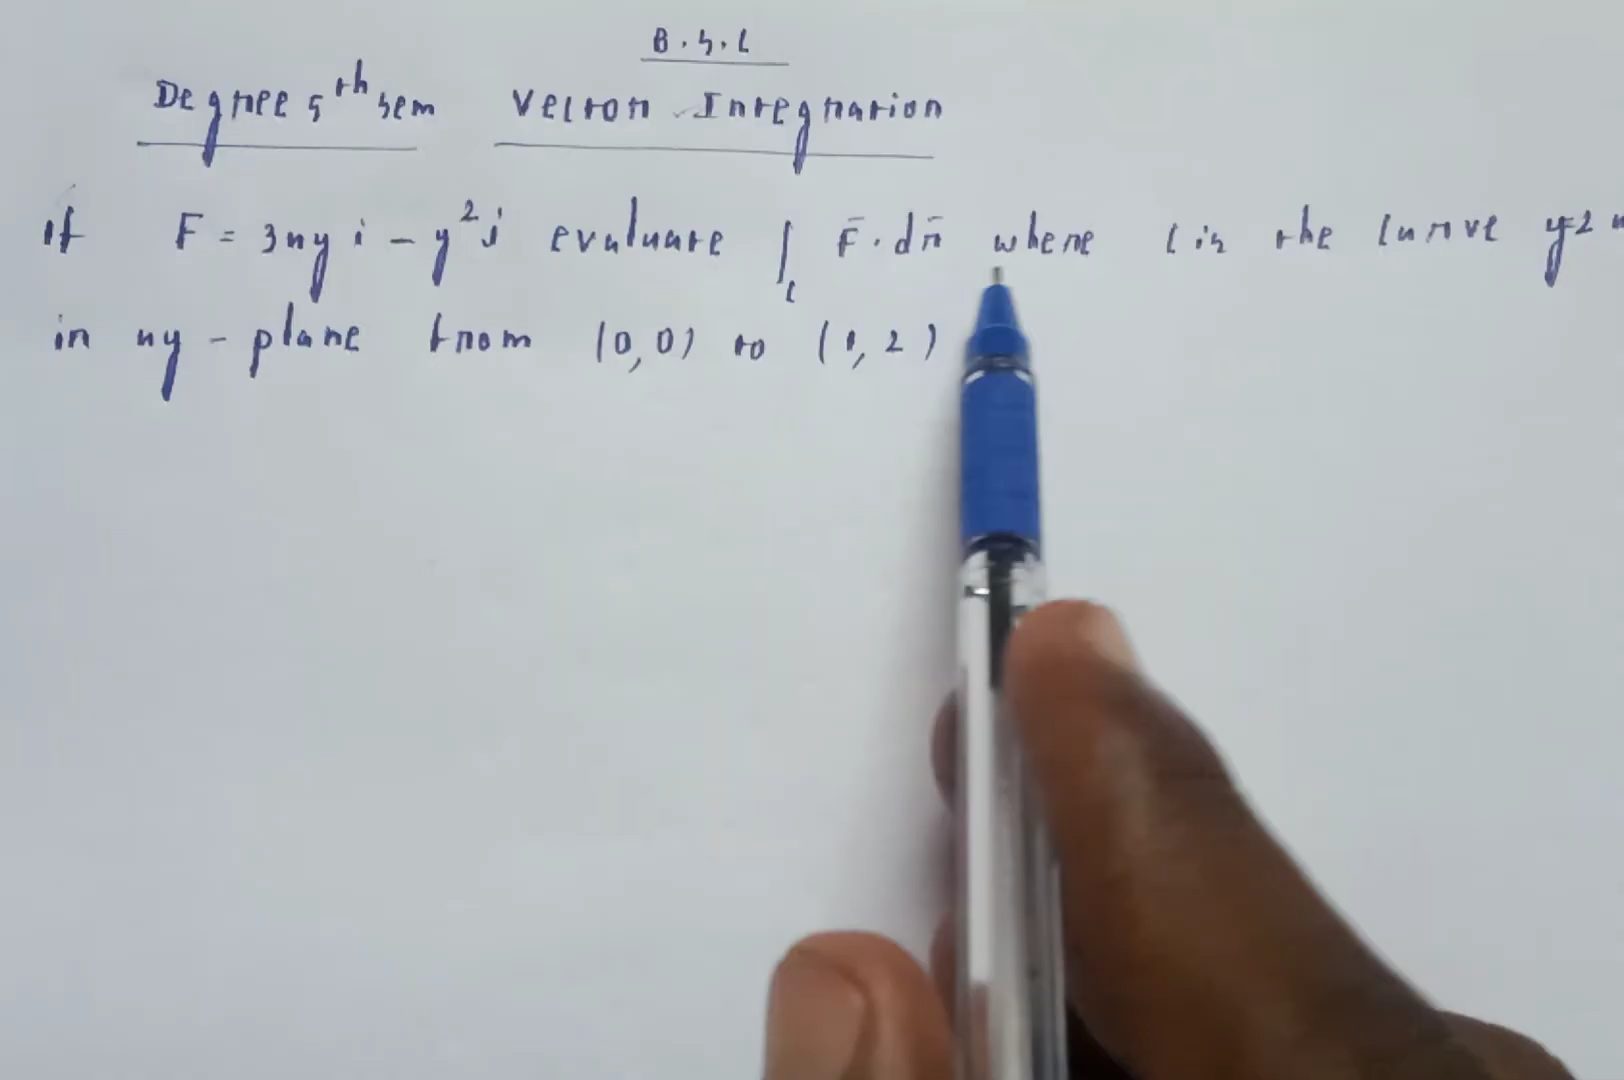 B.S.C
Degree 5th sem Vector Integration
If F = 3xy i - y² j evaluate ∫c F̄ . dr̄ where C is the curve y=
in xy - plane from (0,0) to (1,2)